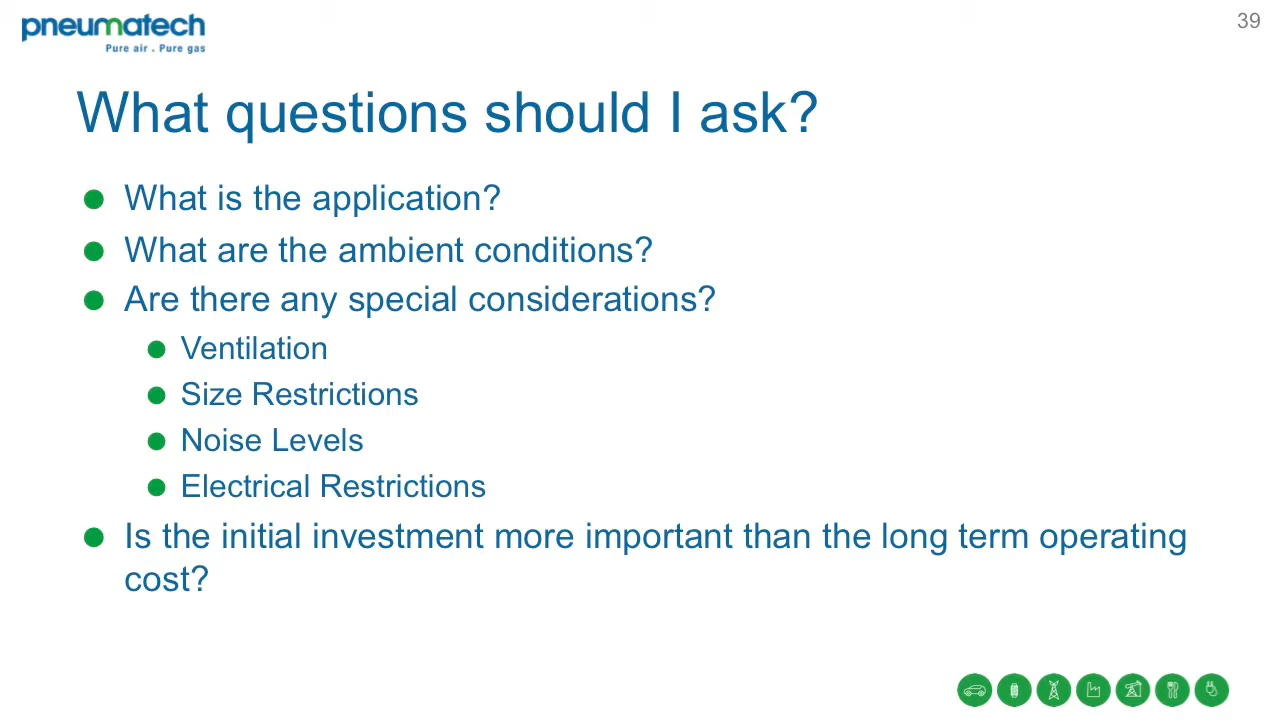 pneumatech
Pure air . Pure gas
39
What questions should I ask?
What is the application?
What are the ambient conditions?
Are there any special considerations?
Ventilation
Size Restrictions
Noise Levels
Electrical Restrictions
Is the initial investment more important than the long term operating
cost?